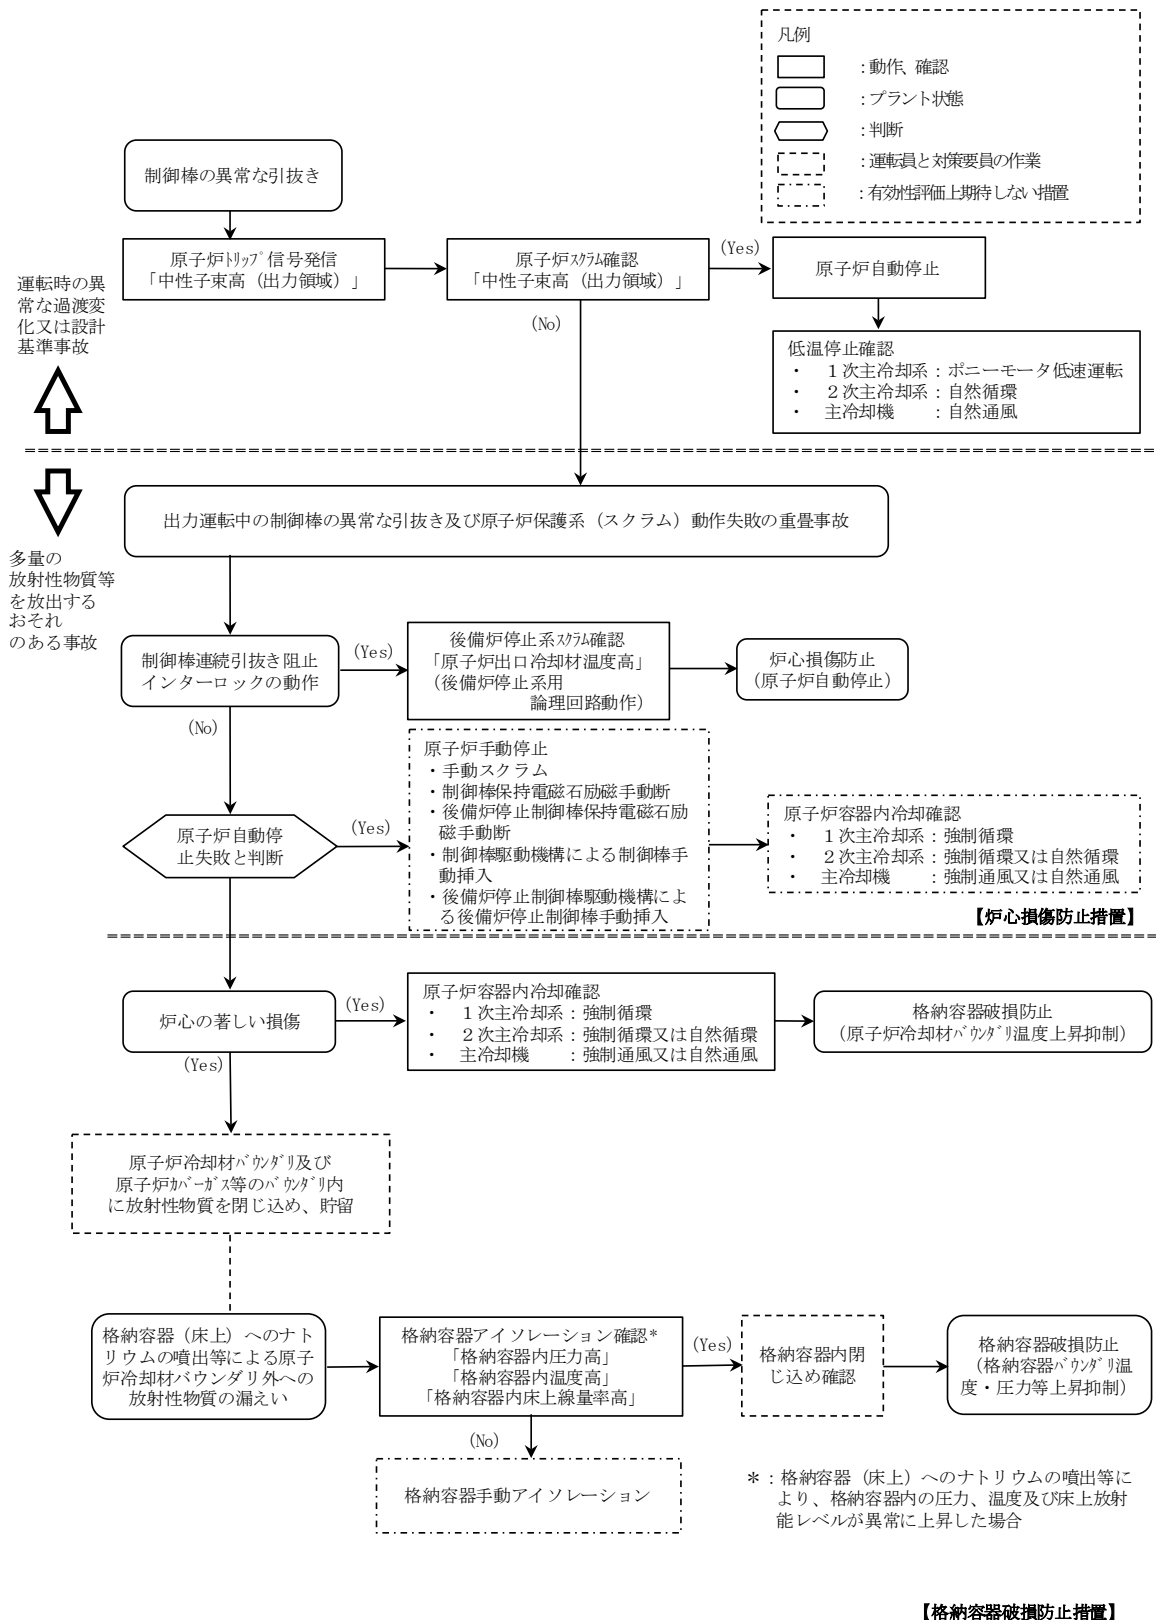 凡例
：動作、確認
：プラント状態
：判断
：運転員と対策要員の作業
：有効性評価上期待しない措置
制御棒の異常な引抜き
原子炉ﾄﾘｯﾌﾟ信号発信
「中性子束高（出力領域）」
原子炉ｽｸﾗﾑ確認
「中性子束高（出力領域）」
(Yes)
原子炉自動停止
運転時の異
常な過渡変
化又は設計
基準事故
(No)
低温停止確認
・ １次主冷却系：ポニーモータ低速運転
・ ２次主冷却系：自然循環
・ 主冷却機 ：自然通風
出力運転中の制御棒の異常な引抜き及び原子炉保護系（スクラム）動作失敗の重畳事故
多量の
放射性物質等
を放出する
おそれ
のある事故
制御棒連続引抜き阻止
インターロックの動作
(Yes)
後備炉停止系ｽｸﾗﾑ確認
「原子炉出口冷却材温度高」
（後備炉停止系用
論理回路動作）
炉心損傷防止
（原子炉自動停止）
(No)
原子炉自動停
止失敗と判断
(Yes)
原子炉手動停止
・手動スクラム
・制御棒保持電磁石励磁手動断
・後備炉停止制御棒保持電磁石励
磁手動断
・制御棒駆動機構による制御棒手
動挿入
・後備炉停止制御棒駆動機構によ
る後備炉停止制御棒手動挿入
原子炉容器内冷却確認
・ １次主冷却系：強制循環
・ ２次主冷却系：強制循環又は自然循環
・ 主冷却機 ：強制通風又は自然通風
【炉心損傷防止措置】
炉心の著しい損傷
(Yes)
原子炉容器内冷却確認
・ １次主冷却系：強制循環
・ ２次主冷却系：強制循環又は自然循環
・ 主冷却機 ：強制通風又は自然通風
格納容器破損防止
（原子炉冷却材ﾊﾞｳﾝﾀﾞﾘ温度上昇抑制）
(Yes)
原子炉冷却材ﾊﾞｳﾝﾀﾞﾘ及び
原子炉ｶﾊﾞｰｶﾞｽ等のﾊﾞｳﾝﾀﾞﾘ内
に放射性物質を閉じ込め、貯留
格納容器（床上）へのナト
リウムの噴出等による原子
炉冷却材バウンダリ外への
放射性物質の漏えい
格納容器アイソレーション確認*
「格納容器内圧力高」
「格納容器内温度高」
「格納容器内床上線量率高」
(Yes)
格納容器内閉
じ込め確認
格納容器破損防止
（格納容器ﾊﾞｳﾝﾀﾞﾘ温
度・圧力等上昇抑制）
(No)
格納容器手動アイソレーション
＊：格納容器（床上）へのナトリウムの噴出等に
より、格納容器内の圧力、温度及び床上放射
能レベルが異常に上昇した場合
【格納容器破損防止措置】